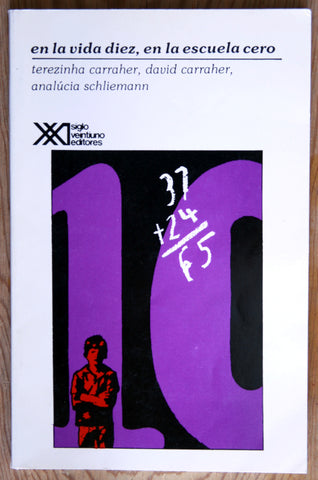 en la vida diez, en la escuela cero
terezinha carraher, david carraher,
analúcia schliemann
siglo
veintiuno
editores
10
37
+24
65